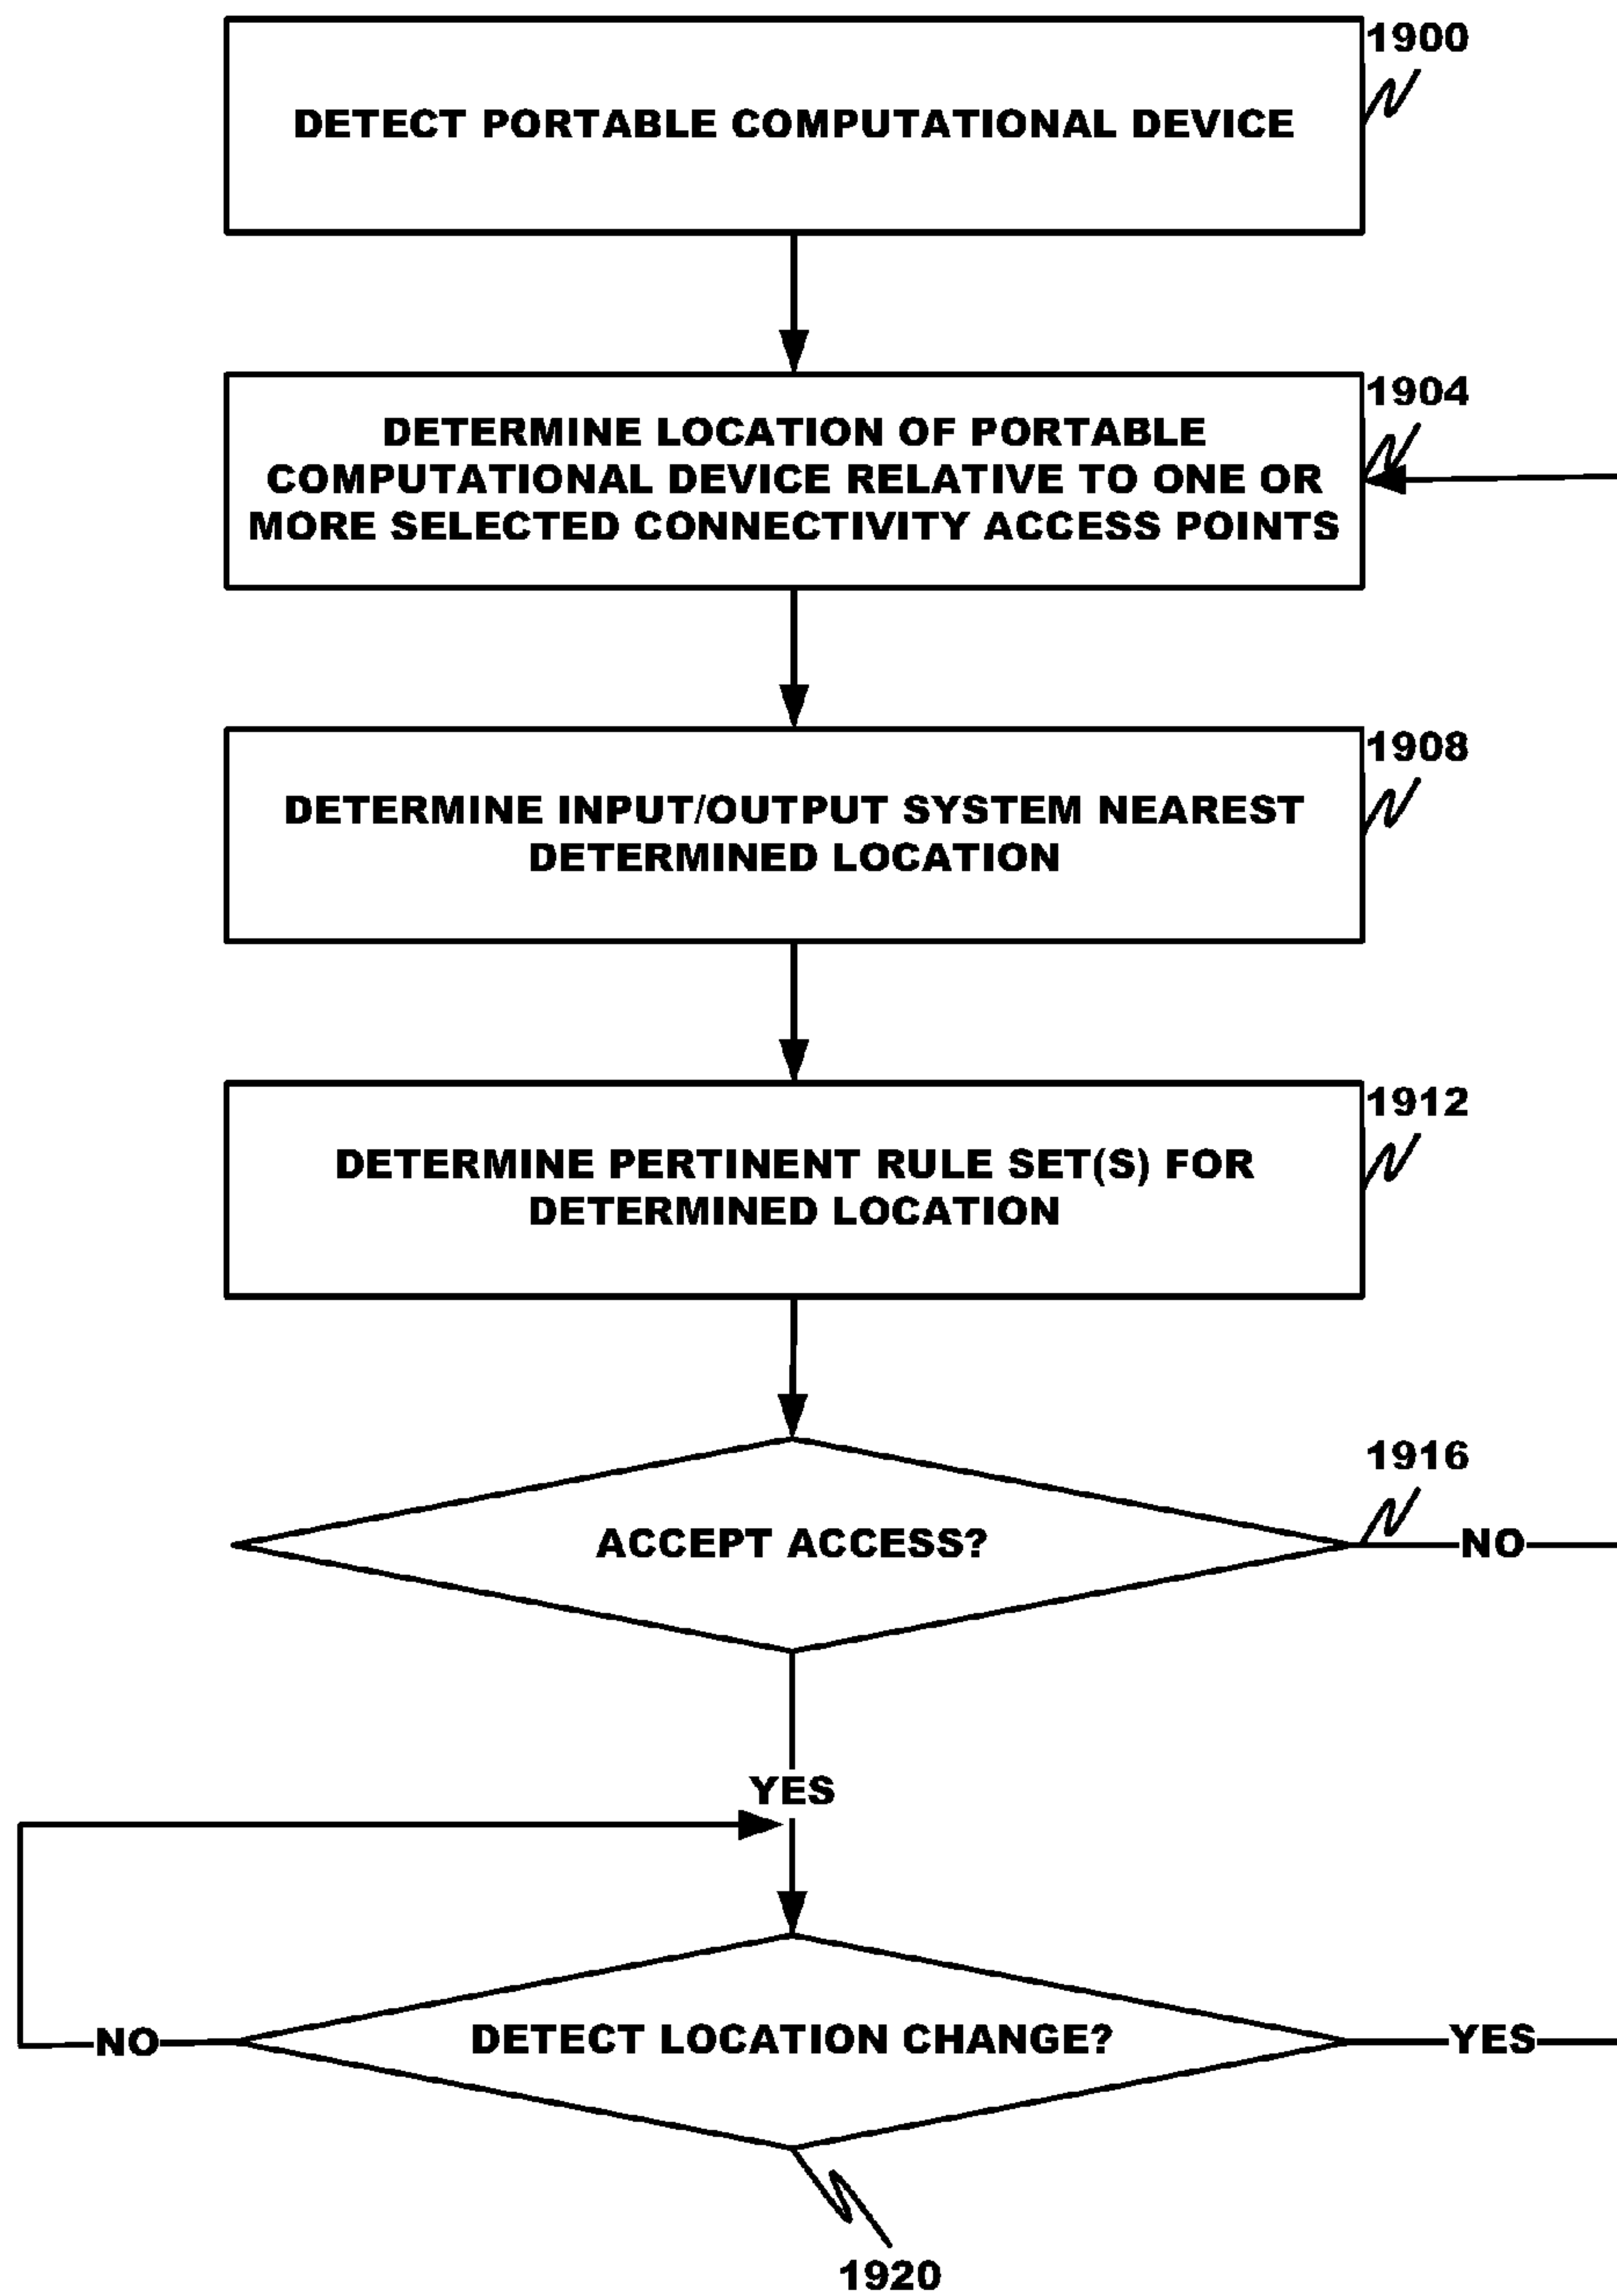 1900
DETECT PORTABLE COMPUTATIONAL DEVICE
1904
DETERMINE LOCATION OF PORTABLE
COMPUTATIONAL DEVICE RELATIVE TO ONE OR
MORE SELECTED CONNECTIVITY ACCESS POINTS
1908
DETERMINE INPUT/OUTPUT SYSTEM NEAREST
DETERMINED LOCATION
1912
DETERMINE PERTINENT RULE SET(S) FOR
DETERMINED LOCATION
1916
ACCEPT ACCESS?
NO
YES
NO
DETECT LOCATION CHANGE?
YES
1920